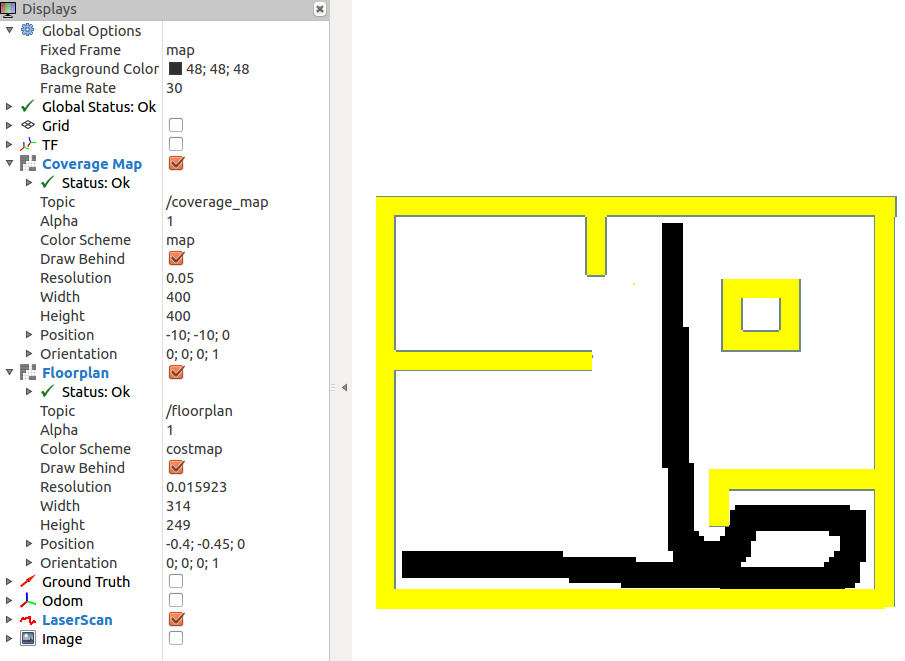 Displays
Global Options
Fixed Frame map
Background Color 48; 48; 48
Frame Rate 30
Global Status: Ok
Grid
TF
Coverage Map
Status: Ok
Topic /coverage_map
Alpha 1
Color Scheme map
Draw Behind
Resolution 0.05
Width 400
Height 400
Position -10; -10; 0
Orientation 0; 0; 0; 1
Floorplan
Status: Ok
Topic /floorplan
Alpha 1
Color Scheme costmap
Draw Behind
Resolution 0.015923
Width 314
Height 249
Position -0.4; -0.45; 0
Orientation 0; 0; 0; 1
Ground Truth
Odom
LaserScan
Image